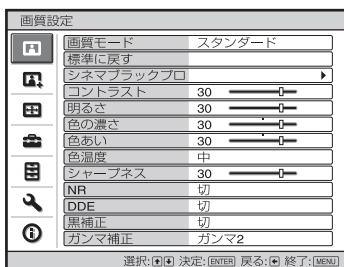 画質設定
画質モード スタンダード
標準に戻す
シネマブラックプロ
コントラスト 30
明るさ 30
色の濃さ 30
色あい 30
色温度 中
シャープネス 30
NR 切
DDE 切
黒補正 切
ガンマ補正 ガンマ2
選択: 決定:ENTER 戻る: 終了:MENU